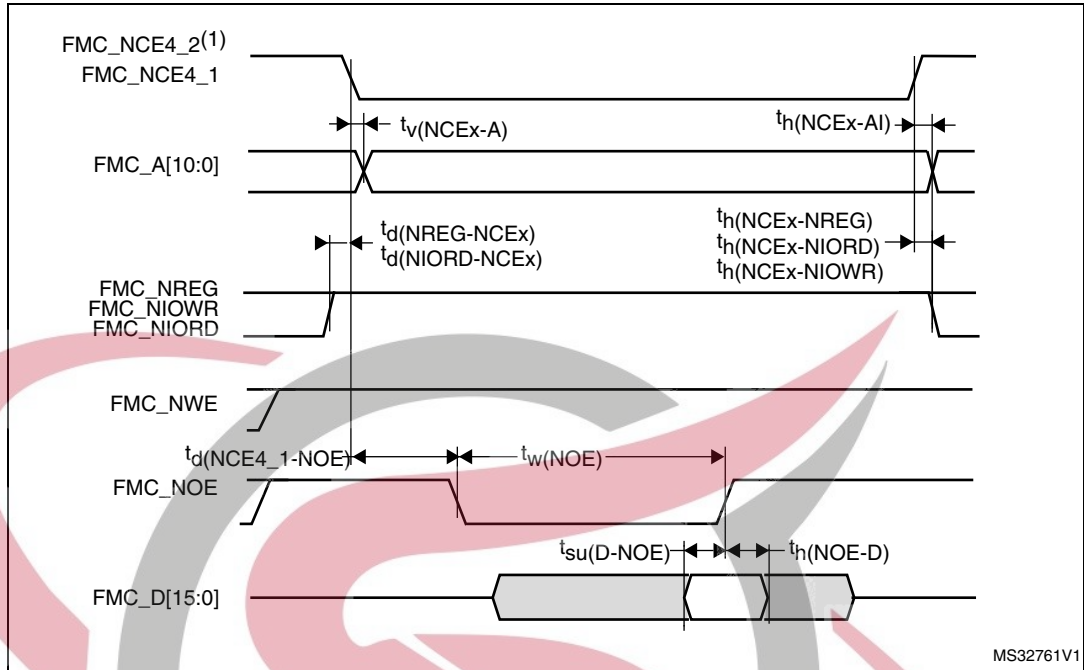 FMC_NCE4_2(1)
FMC_NCE4_1
tv(NCEx-A)
th(NCEx-AI)
FMC_A[10:0]
td(NREG-NCEx)
td(NIORD-NCEx)
th(NCEx-NREG)
th(NCEx-NIORD)
th(NCEx-NIOWR)
FMC_NREG
FMC_NIOWR
FMC_NIORD
FMC_NWE
td(NCE4_1-NOE)
tw(NOE)
FMC_NOE
tsu(D-NOE)
th(NOE-D)
FMC_D[15:0]
MS32761V1